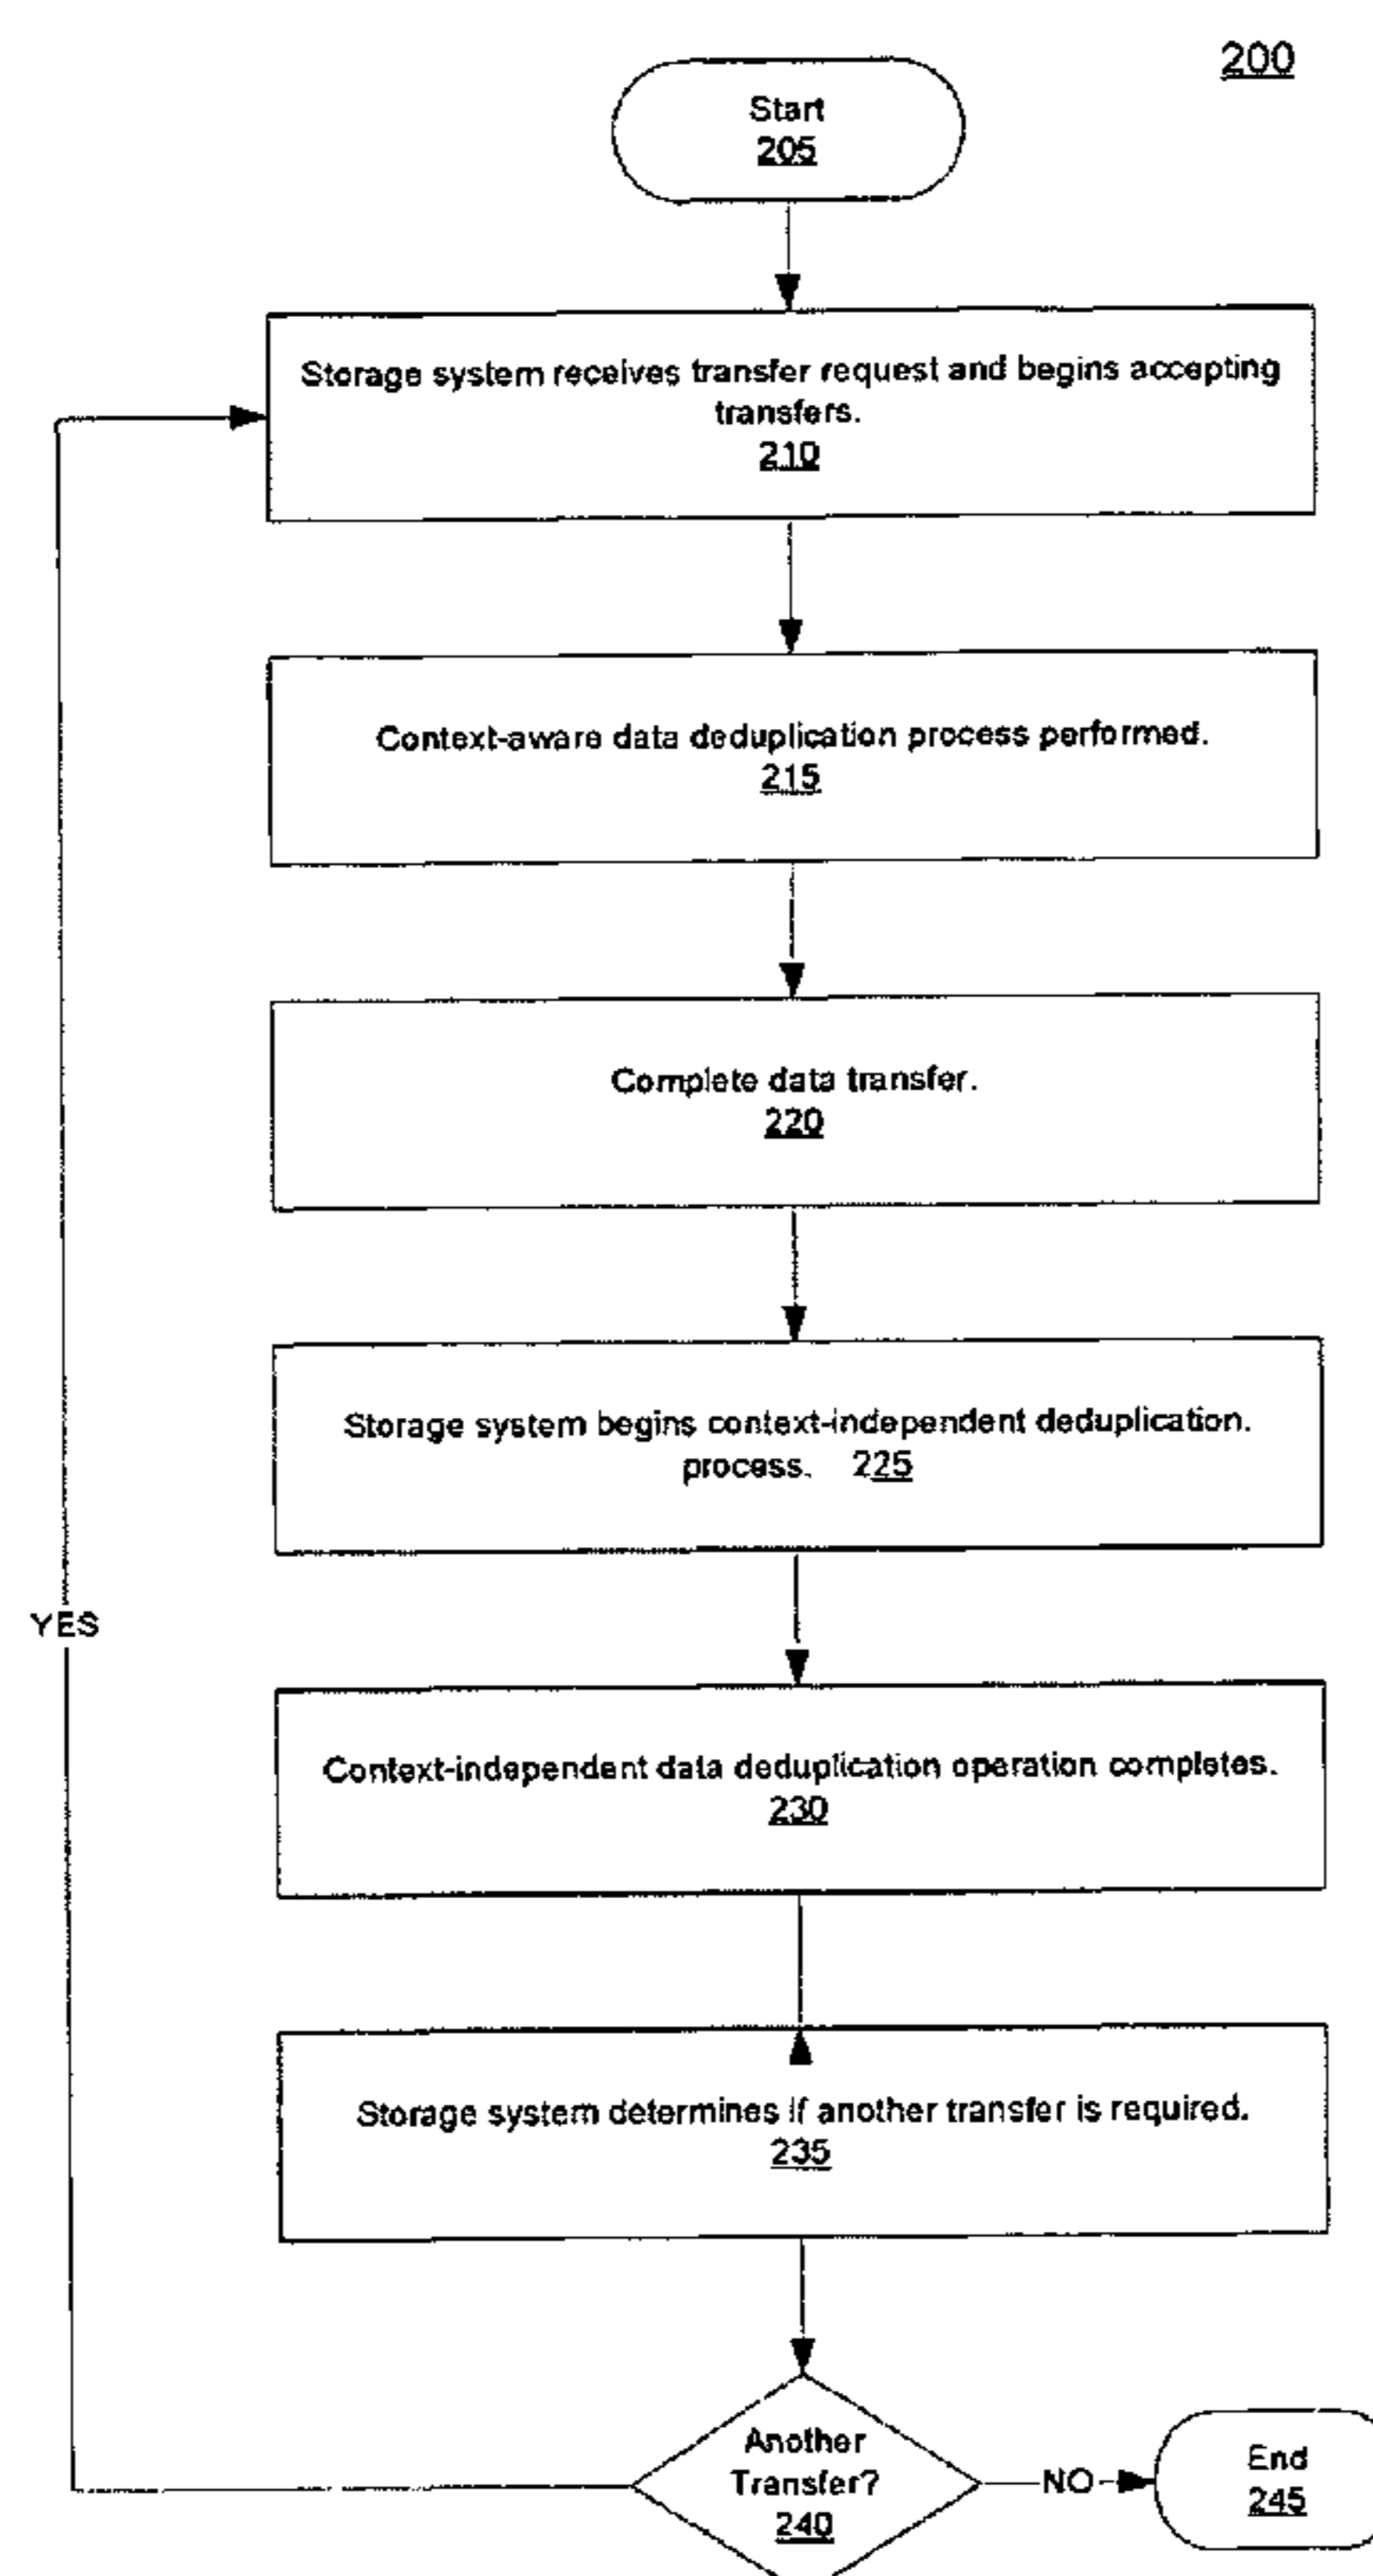 200
Start
205
Storage system receives transfer request and begins accepting
transfers.
210
Context-aware data deduplication process performed.
215
Complete data transfer.
220
Storage system begins context-independent deduplication.
process. 225
YES
Context-independent data deduplication operation completes.
230
Storage system determines if another transfer is required.
235
Another
Transfer?
240
NO
End
245